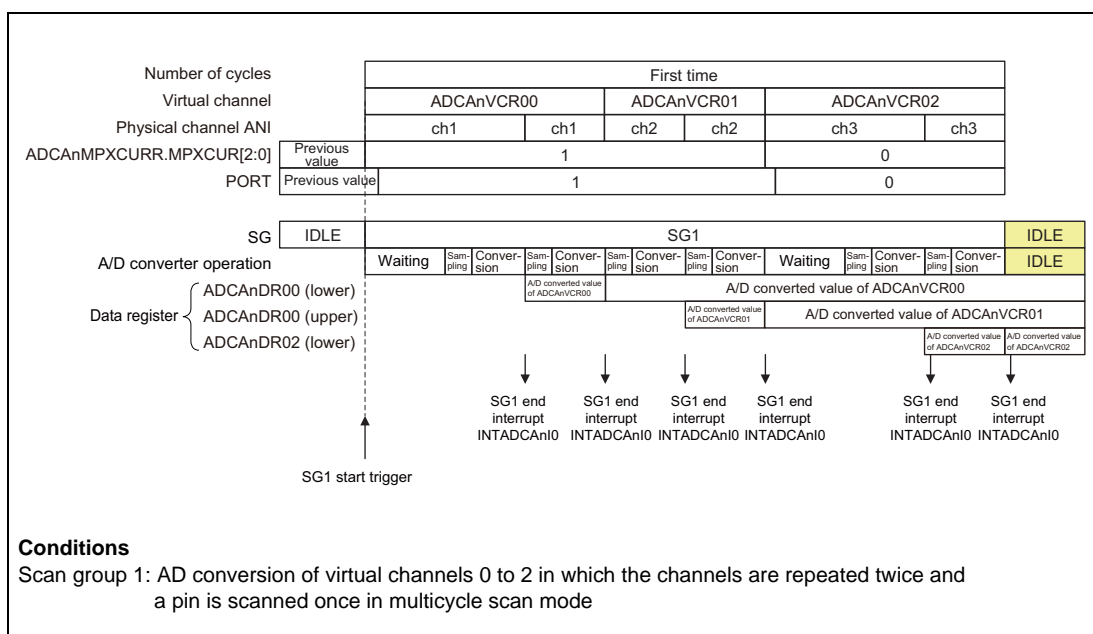 Number of cycles First time
Virtual channel ADCAnVCR00 ADCAnVCR01 ADCAnVCR02
Physical channel ANI ch1 ch1 ch2 ch2 ch3 ch3
ADCAnMPXCURR.MPXCUR[2:0] Previous value 1 0
PORT Previous value 1 0
SG IDLE SG1 IDLE
A/D converter operation Waiting Sam-pling Conver-sion Sam-pling Conver-sion Sam-pling Conver-sion Sam-pling Conver-sion Waiting Sam-pling Conver-sion Sam-pling Conver-sion IDLE
Data register
ADCAnDR00 (lower) A/D converted value of ADCAnVCR00 A/D converted value of ADCAnVCR00
ADCAnDR00 (upper) A/D converted value of ADCAnVCR01 A/D converted value of ADCAnVCR01
ADCAnDR02 (lower) A/D converted value of ADCAnVCR02 A/D converted value of ADCAnVCR02
SG1 end SG1 end SG1 end SG1 end SG1 end SG1 end
interrupt interrupt interrupt interrupt interrupt interrupt
INTADCAnI0 INTADCAnI0 INTADCAnI0 INTADCAnI0 INTADCAnI0 INTADCAnI0
SG1 start trigger
Conditions
Scan group 1: AD conversion of virtual channels 0 to 2 in which the channels are repeated twice and
a pin is scanned once in multicycle scan mode